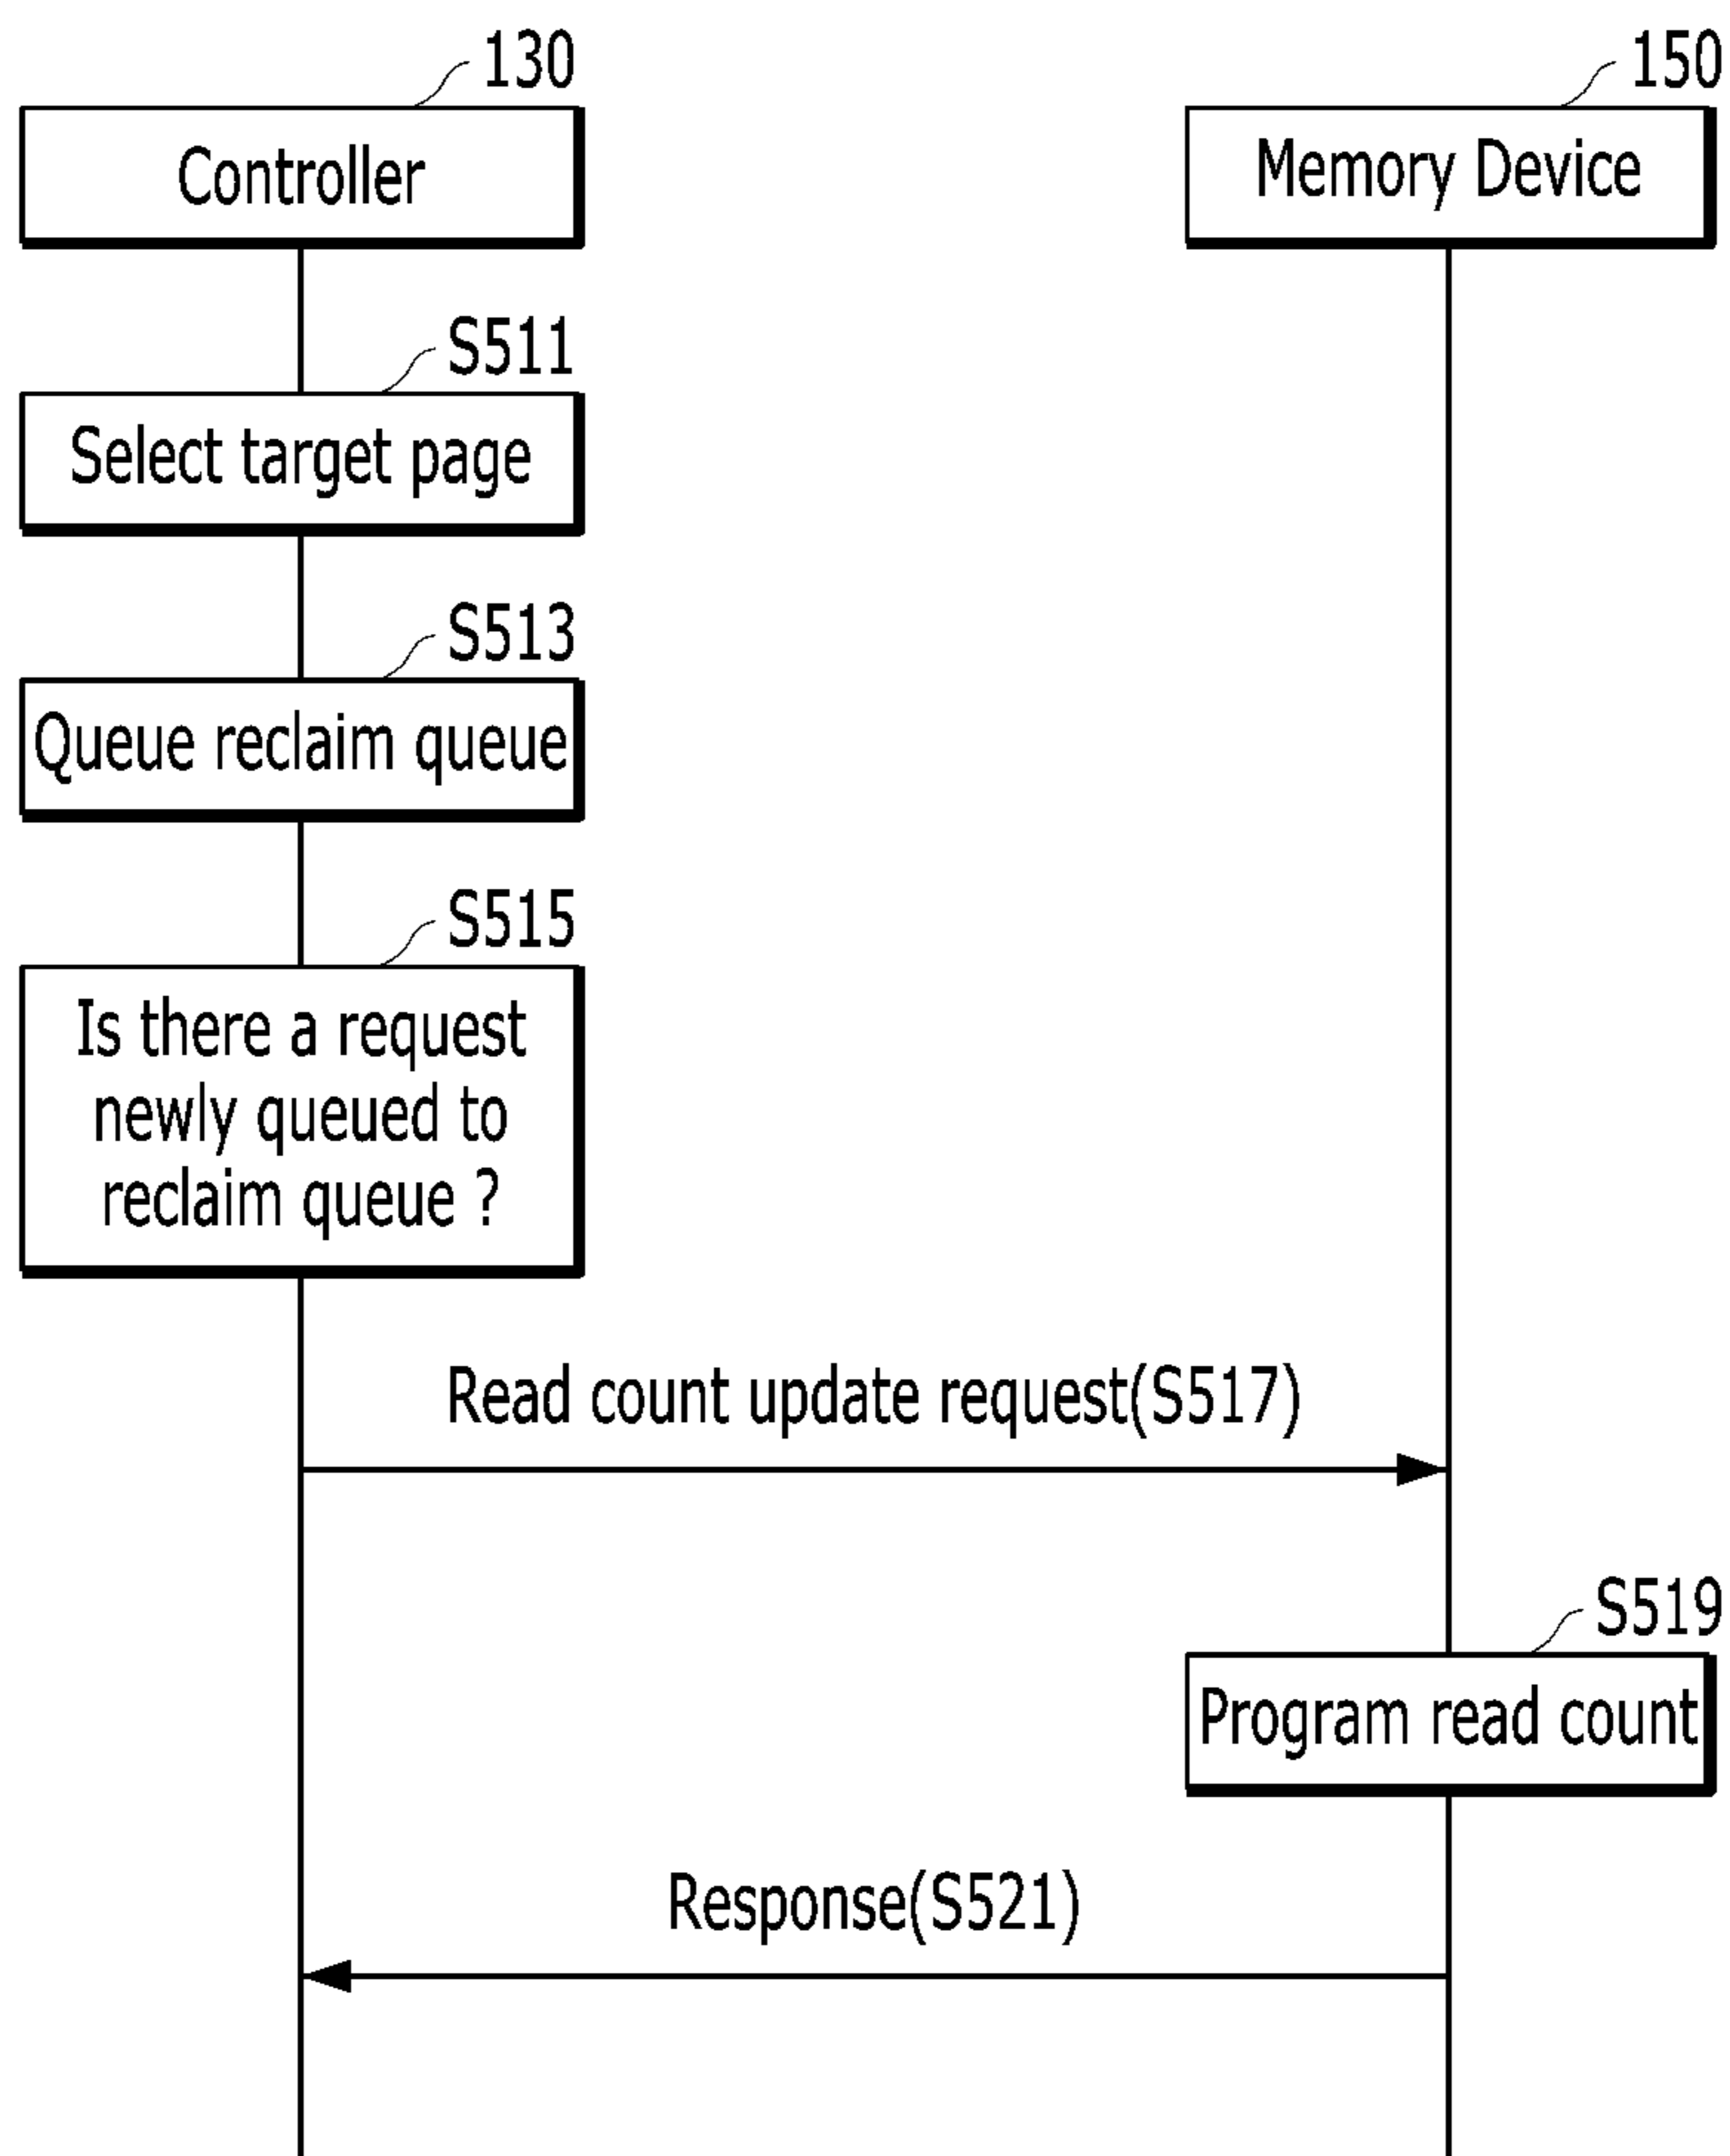 130
150
Controller
Memory Device
S511
Select target page
S513
Queue reclaim queue
S515
Is there a request
newly queued to
reclaim queue ?
Read count update request(S517)
S519
Program read count
Response(S521)